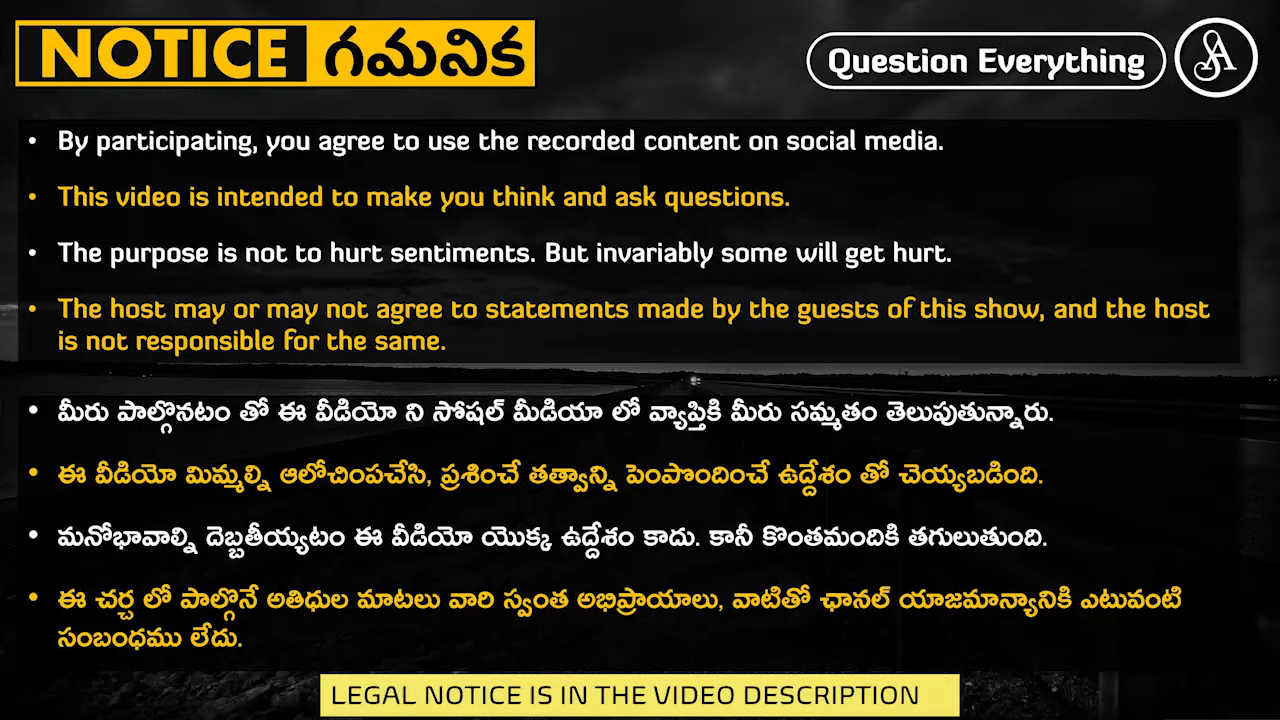 NOTICE గమనిక
Question Everything
• By participating, you agree to use the recorded content on social media.
• This video is intended to make you think and ask questions.
• The purpose is not to hurt sentiments. But invariably some will get hurt.
• The host may or may not agree to statements made by the guests of this show, and the host
is not responsible for the same.
• మీరు పాల్గొనటం తో ఈ వీడియో ని సోషల్ మీడియా లో వ్యాప్తికి మీరు సమ్మతం తెలుపుతున్నారు.
• ఈ వీడియో మిమ్మల్ని ఆలోచింపచేసి, ప్రశించే తత్వాన్ని పెంపొందించే ఉద్దేశం తో చెయ్యబడింది.
• మనోభావాల్ని దెబ్బతీయ్యటం ఈ వీడియో యొక్క ఉద్దేశం కాదు. కానీ కొంతమందికి తగులుతుంది.
• ఈ చర్చ లో పాల్గొనే అతిధుల మాటలు వారి స్వంత అభిప్రాయాలు, వాటితో ఛానల్ యాజమాన్యానికి ఎటువంటి
సంబంధము లేదు.
LEGAL NOTICE IS IN THE VIDEO DESCRIPTION